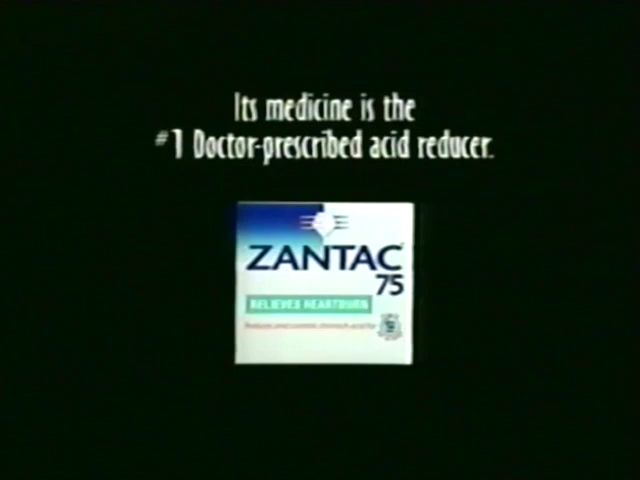 Its medicine is the
#1 Doctor-prescribed acid reducer.
ZANTAC
75
RELIEVES HEARTBURN